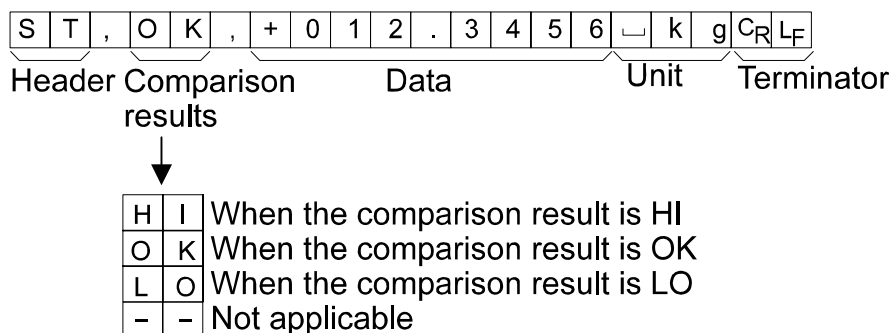 S T , O K , + 0 1 2 . 3 4 5 6 ⎵ k g CR LF
Header Comparison results Data Unit Terminator
H I When the comparison result is HI
O K When the comparison result is OK
L O When the comparison result is LO
- - Not applicable